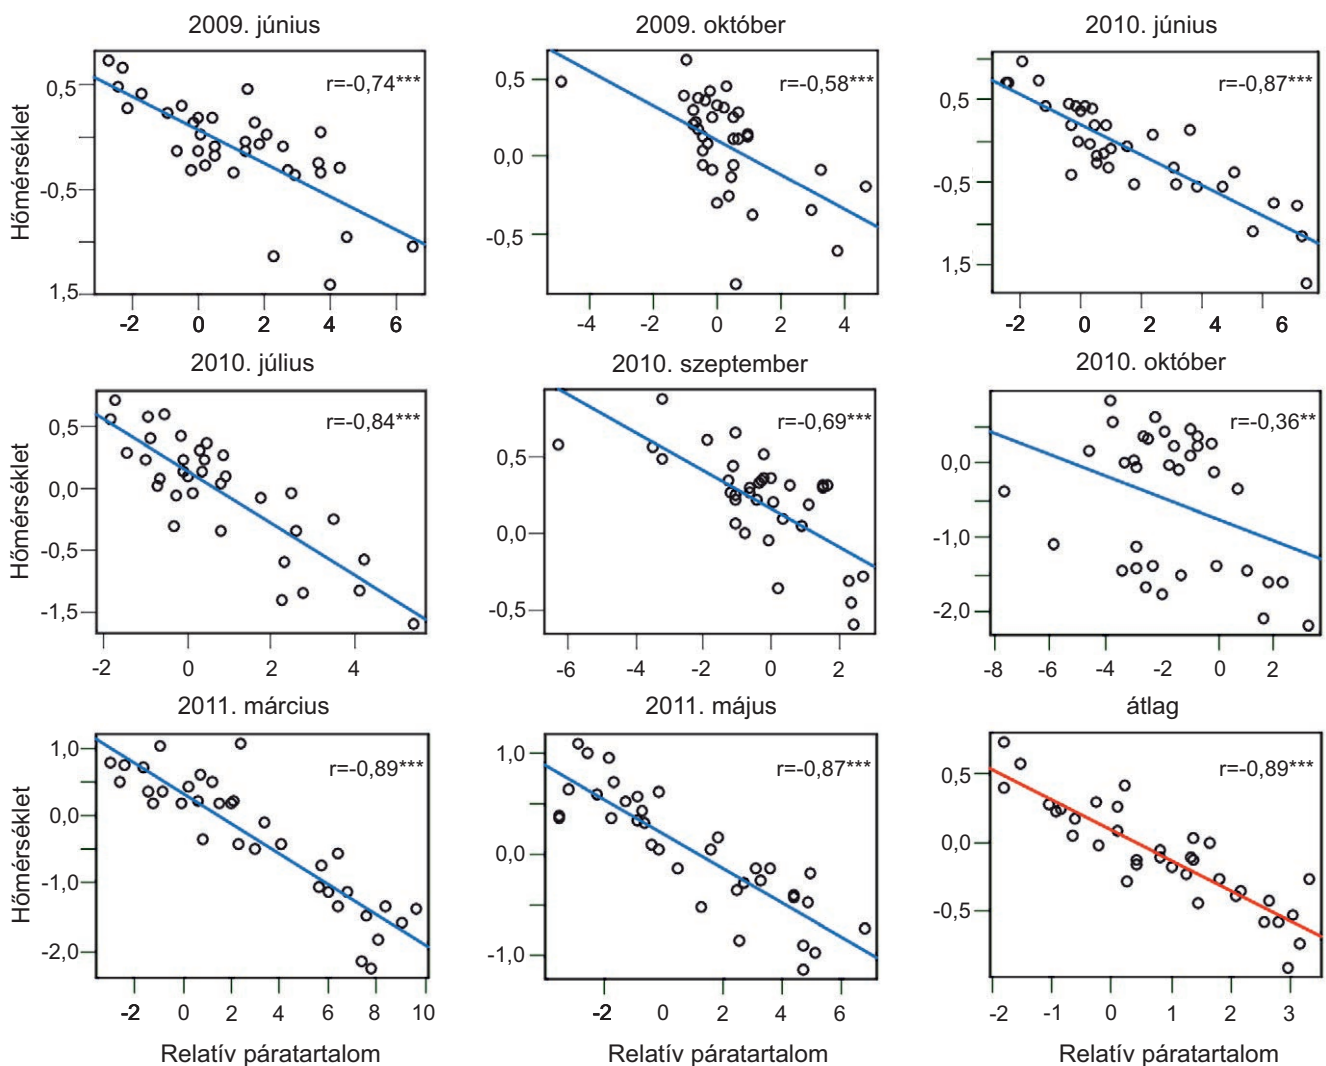 2009. június
2009. október
2010. június
r=-0,74***
r=-0,58***
r=-0,87***
Hőmérséklet
0,5
-0,5
1,5
0,5
0,0
-0,5
0,5
-0,5
1,5
-2 0 2 4 6
-4 -2 0 2 4
-2 0 2 4 6
2010. július
2010. szeptember
2010. október
r=-0,84***
r=-0,69***
r=-0,36**
Hőmérséklet
0,5
0,0
-0,5
-1,5
0,5
0,0
-0,5
0,0
-1,0
-2,0
-2 0 2 4
-6 -4 -2 0 2
-8 -6 -4 -2 0 2
2011. március
2011. május
átlag
r=-0,89***
r=-0,87***
r=-0,89***
Hőmérséklet
1,0
0,0
-1,0
-2,0
1,0
0,0
-1,0
0,5
0,0
-0,5
-2 0 2 4 6 8 10
-2 0 2 4 6
-2 -1 0 1 2 3
Relatív páratartalom
Relatív páratartalom
Relatív páratartalom